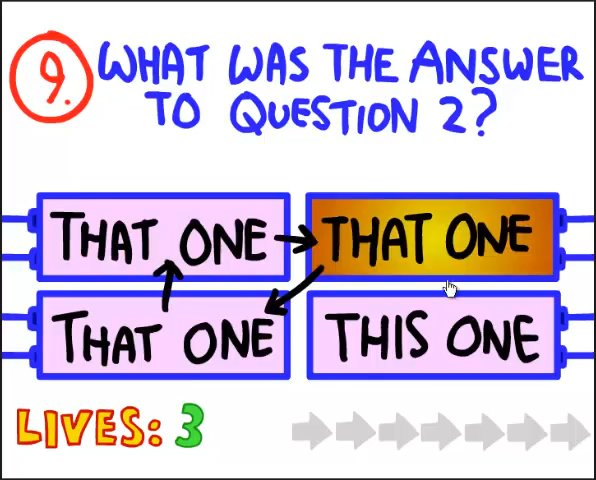 9. WHAT WAS THE ANSWER
TO QUESTION 2?
THAT ONE THAT ONE
THAT ONE THIS ONE
LIVES: 3